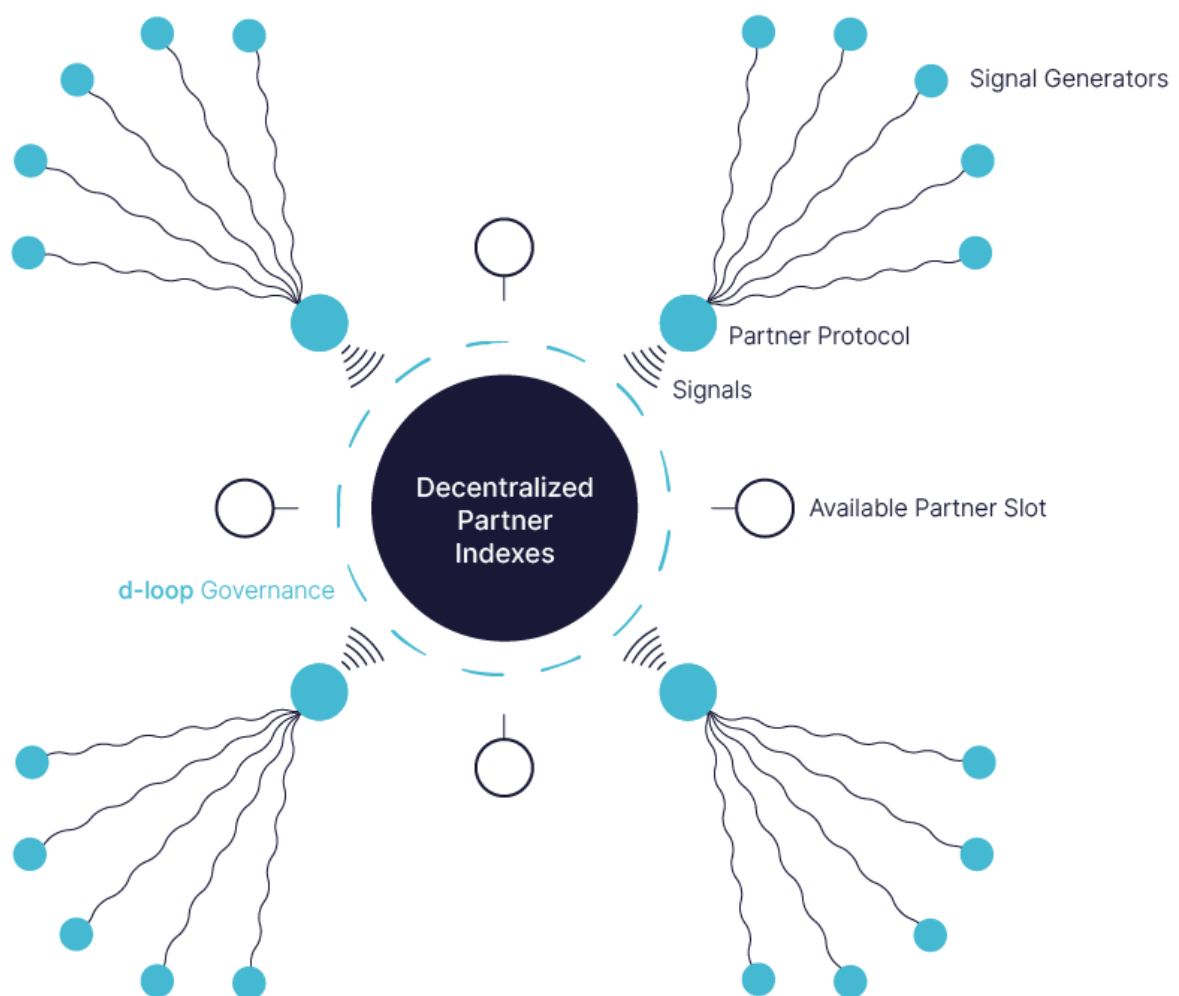 Signal Generators
Partner Protocol
Signals
Decentralized
Partner
Indexes
Available Partner Slot
d-loop Governance